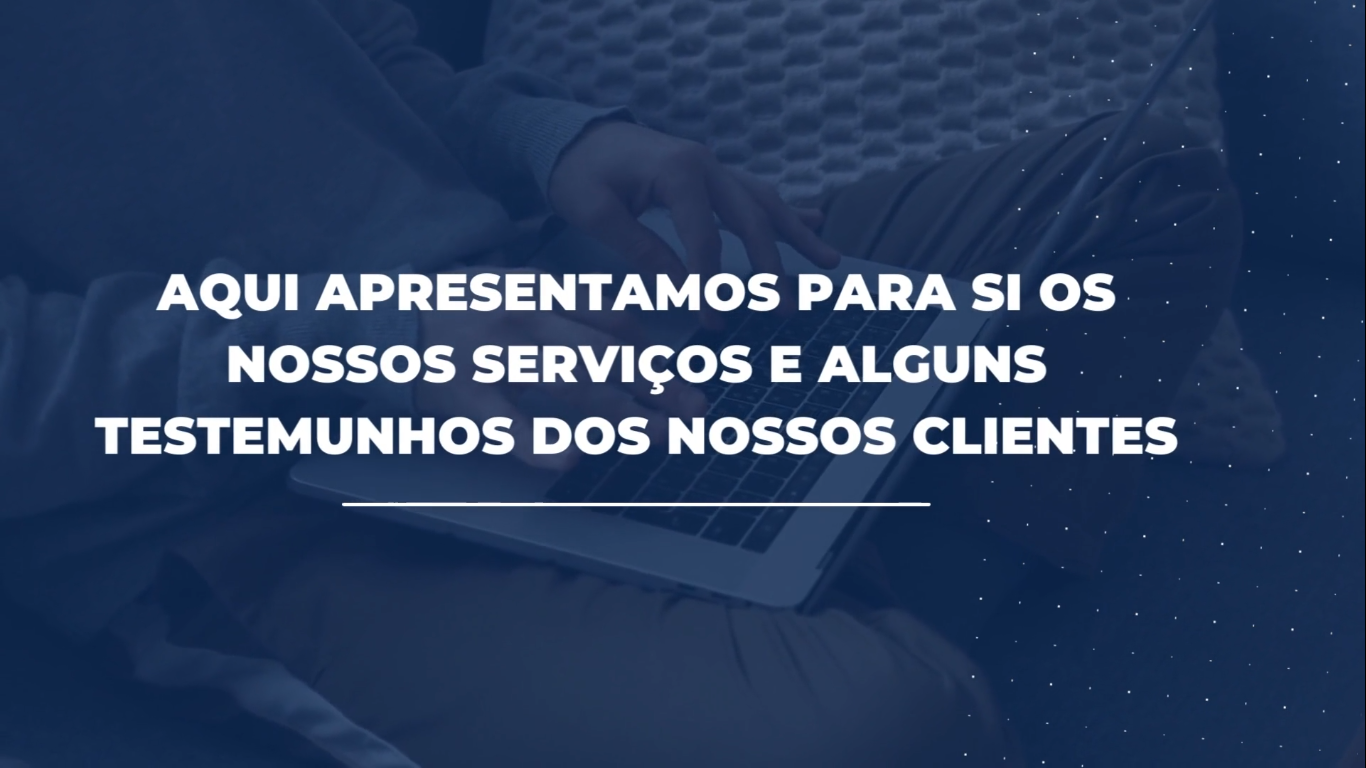 AQUI APRESENTAMOS PARA SI OS
NOSSOS SERVIÇOS E ALGUNS
TESTEMUNHOS DOS NOSSOS CLIENTES